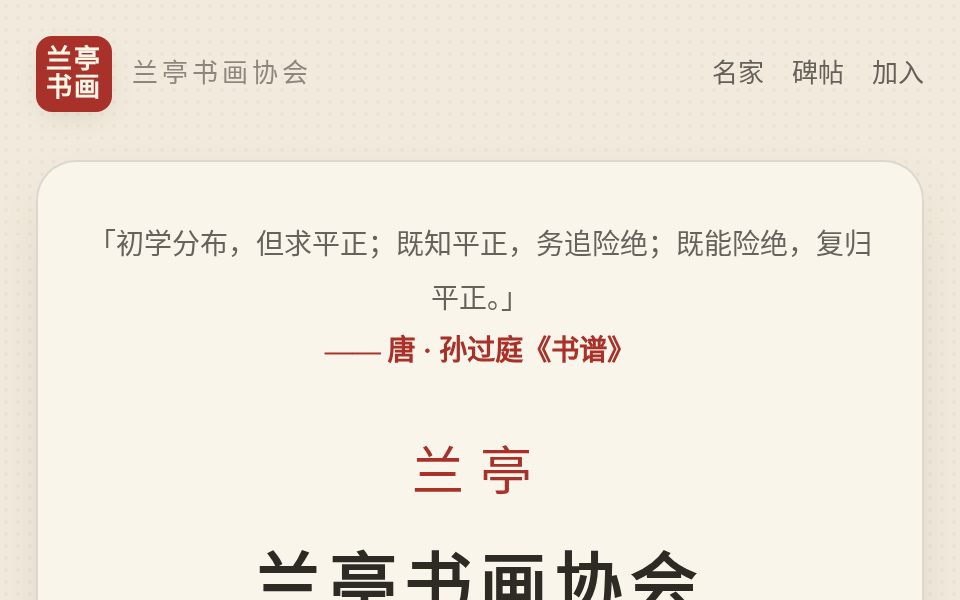 兰亭
书画
兰亭书画协会
名家 碑帖 加入
「初学分布，但求平正；既知平正，务追险绝；既能险绝，复归
平正。」
—— 唐 · 孙过庭《书谱》
兰亭
兰亭书画协会